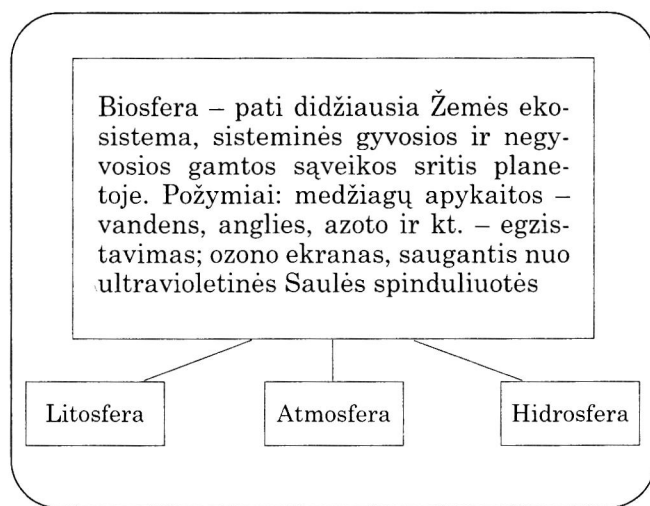 Biosfera – pati didžiausia Žemės eko-
sistema, sisteminės gyvosios ir negy-
vosios gamtos sąveikos sritis plane-
toje. Požymiai: medžiagų apykaitos –
vandens, anglies, azoto ir kt. – egzis-
tavimas; ozono ekranas, saugantis nuo
ultravioletinės Saulės spinduliuotės
Litosfera Atmosfera Hidrosfera